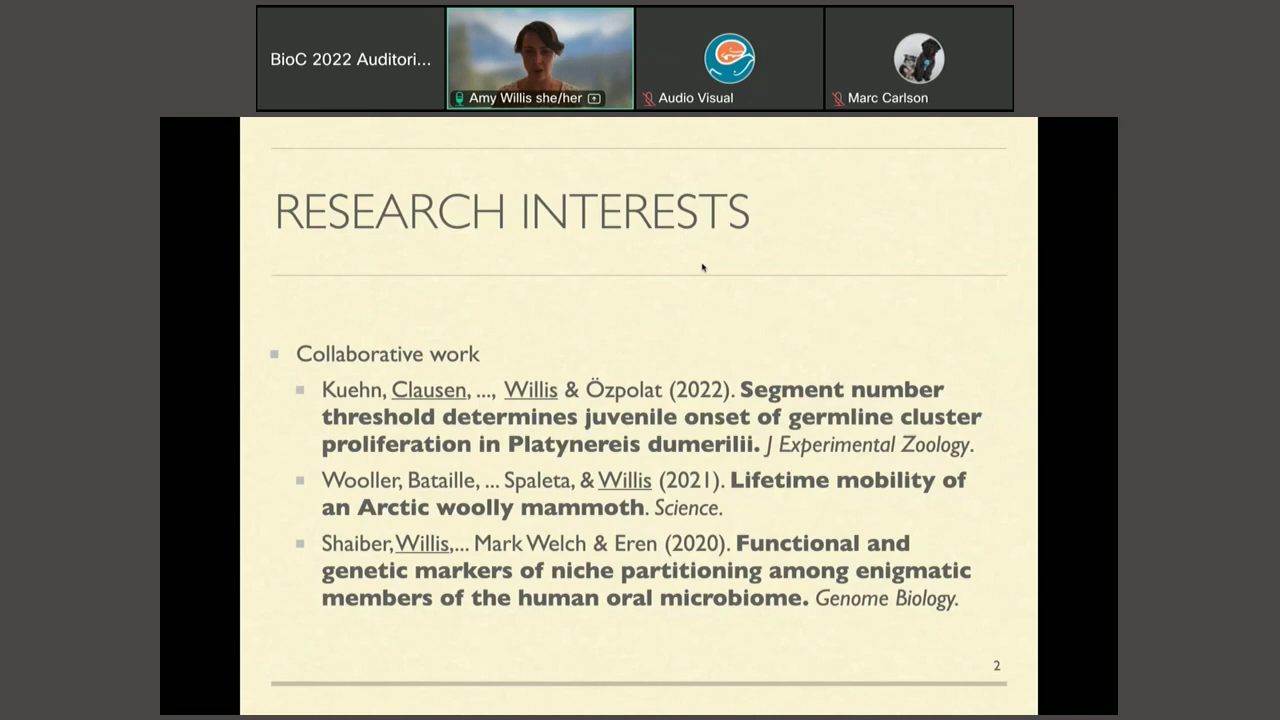 BioC 2022 Auditori...
Amy Willis she/her
Audio Visual
Marc Carlson
RESEARCH INTERESTS
Collaborative work
Kuehn, Clausen, ..., Willis & Özpolat (2022). Segment number
threshold determines juvenile onset of germline cluster
proliferation in Platynereis dumerilii. J Experimental Zoology.
Wooller, Bataille, ... Spaleta, & Willis (2021). Lifetime mobility of
an Arctic woolly mammoth. Science.
Shaiber, Willis,... Mark Welch & Eren (2020). Functional and
genetic markers of niche partitioning among enigmatic
members of the human oral microbiome. Genome Biology.
2